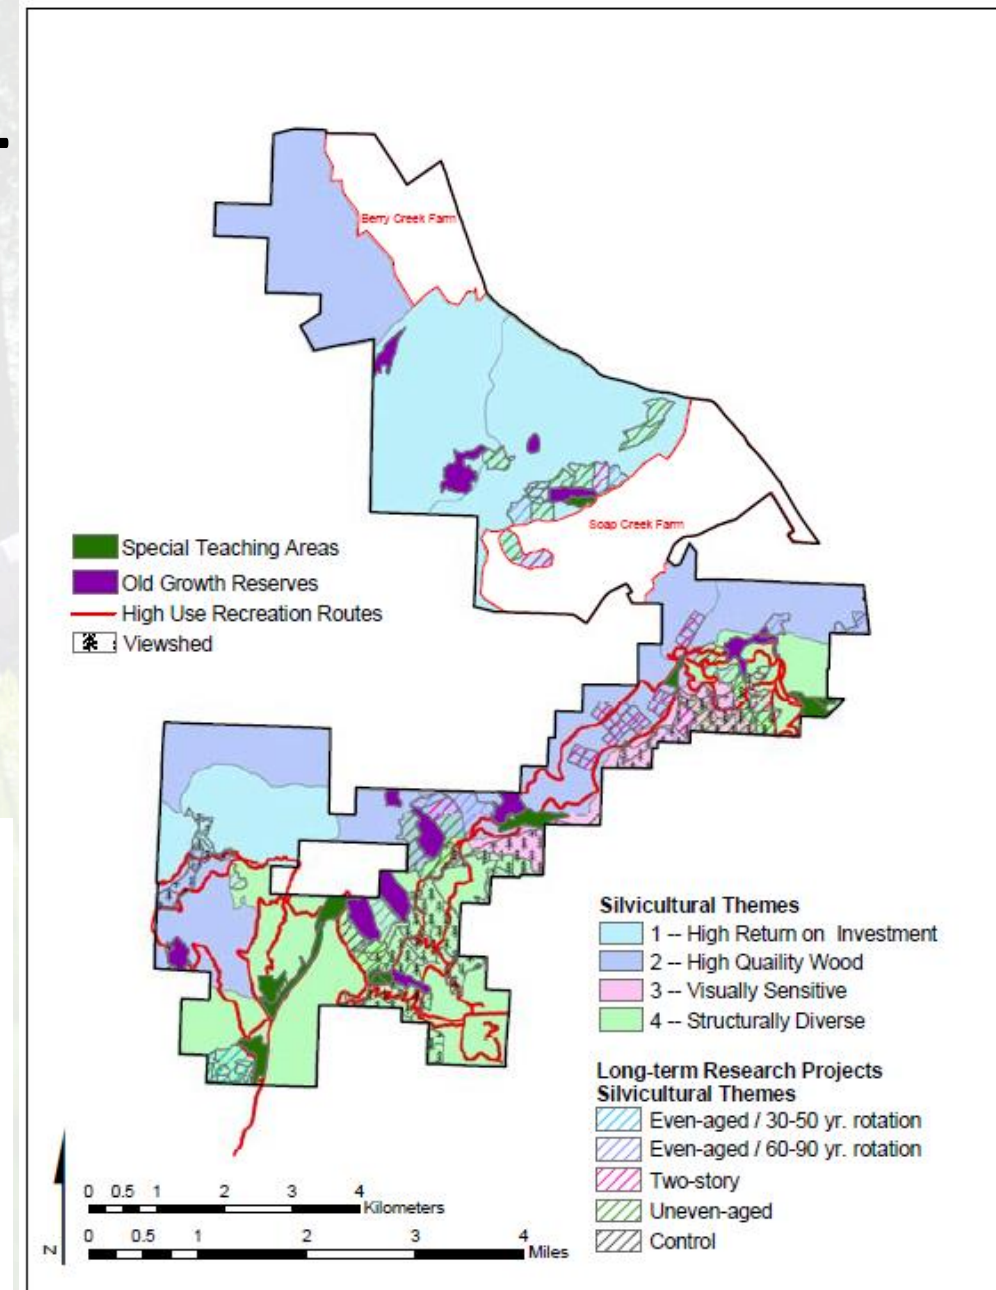 Berry Creek Farm
Soap Creek Farm
Special Teaching Areas
Old Growth Reserves
High Use Recreation Routes
Viewshed
Silvicultural Themes
1 -- High Return on Investment
2 -- High Quaility Wood
3 -- Visually Sensitive
4 -- Structurally Diverse
Long-term Research Projects
Silvicultural Themes
Even-aged / 30-50 yr. rotation
Even-aged / 60-90 yr. rotation
Two-story
Uneven-aged
Control
0 0.5 1 2 3 4
Kilometers
0 0.5 1 2 3 4
Miles
N